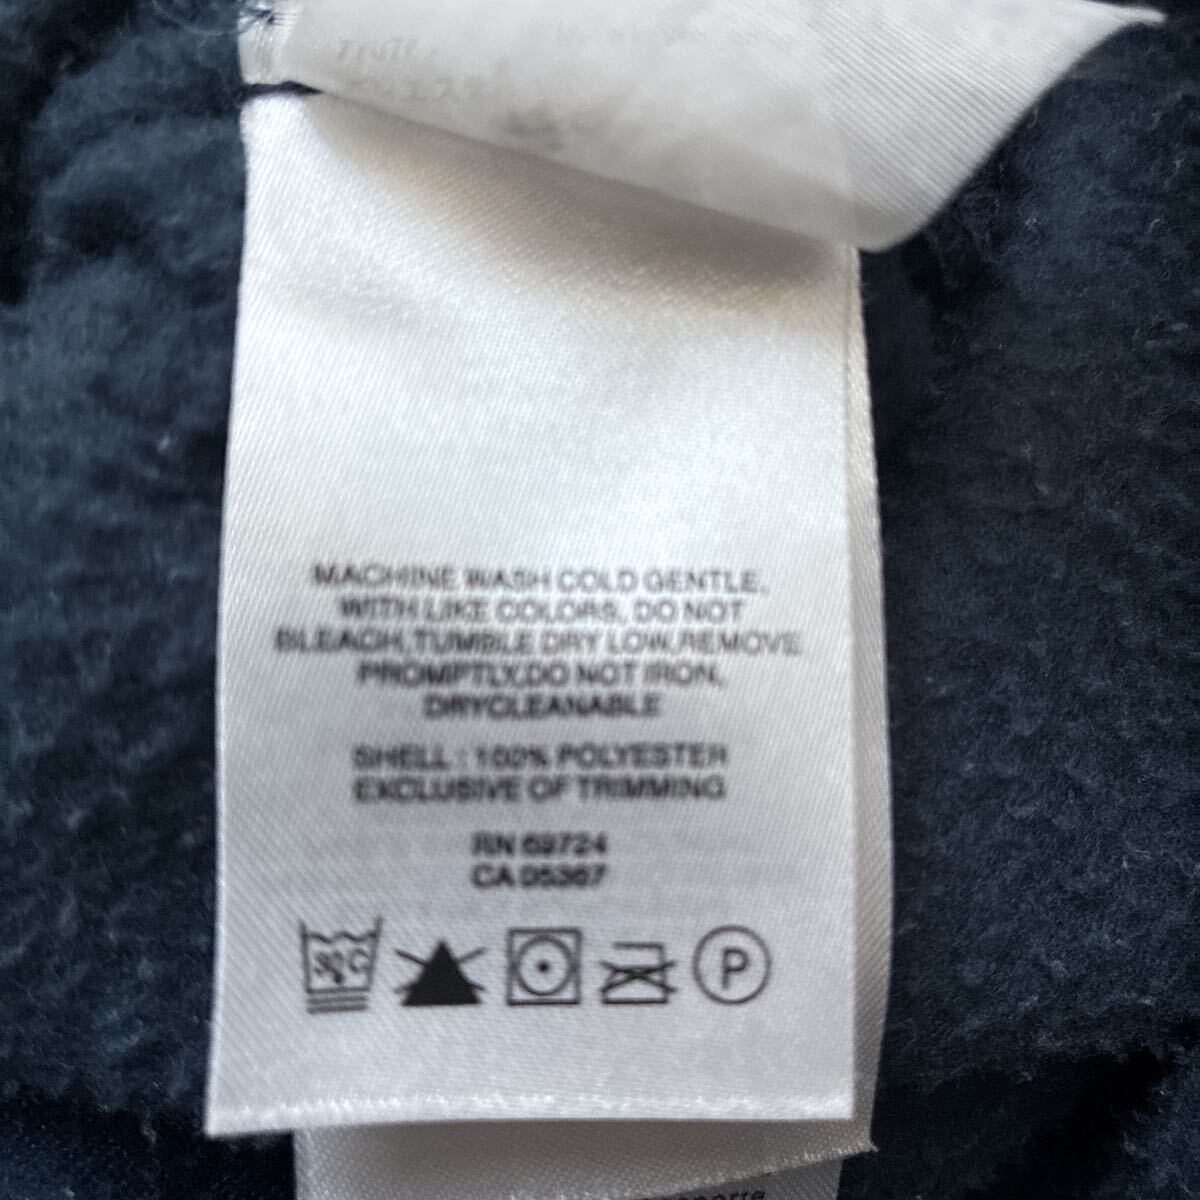 MACHINE WASH COLD GENTLE,
WITH LIKE COLORS, DO NOT
BLEACH,TUMBLE DRY LOW,REMOVE
PROMPTLY,DO NOT IRON,
DRYCLEANABLE
SHELL : 100% POLYESTER
EXCLUSIVE OF TRIMMING
RN 69724
CA 05367
30°C
P